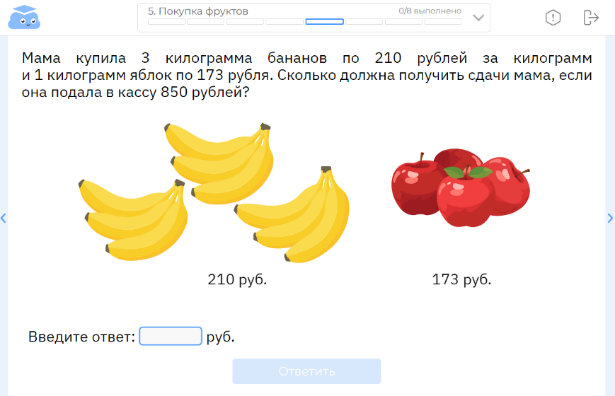 5. Покупка фруктов
0/8 выполнено
Мама купила 3 килограмма бананов по 210 рублей за килограмм
и 1 килограмм яблок по 173 рубля. Сколько должна получить сдачи мама, если
она подала в кассу 850 рублей?
210 руб.
173 руб.
Введите ответ: руб.
Ответить